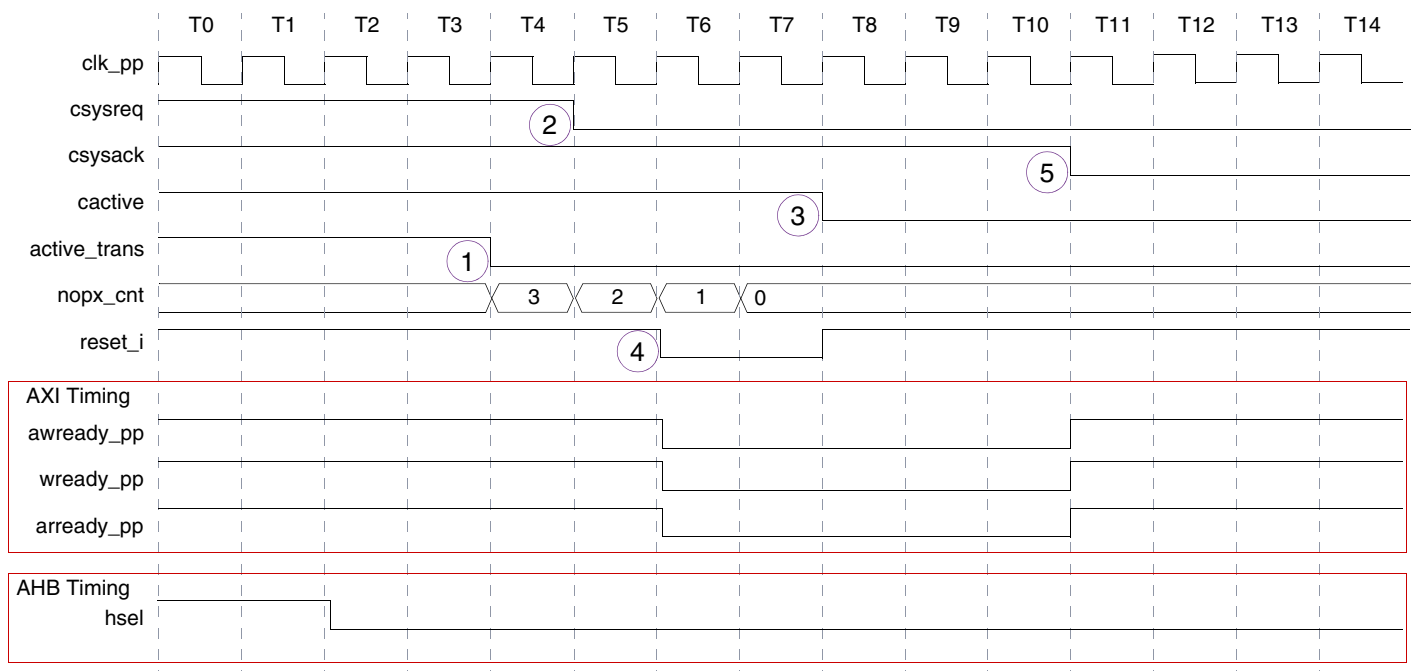 T0 T1 T2 T3 T4 T5 T6 T7 T8 T9 T10 T11 T12 T13 T14
clk_pp
csysreq
2
csysack
5
cactive
3
active_trans
1
nopx_cnt 3 2 1 0
reset_i
4
AXI Timing
awready_pp
wready_pp
arready_pp
AHB Timing
hsel